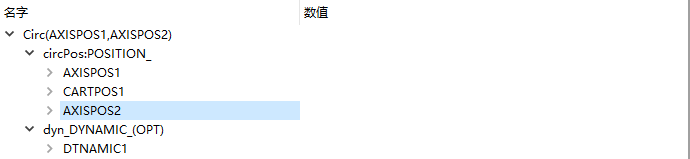 名字 数值
Circ(AXISPOS1,AXISPOS2)
circPos:POSITION_
AXISPOS1
CARTPOS1
AXISPOS2
dyn_DYNAMIC_(OPT)
DTNAMIC1